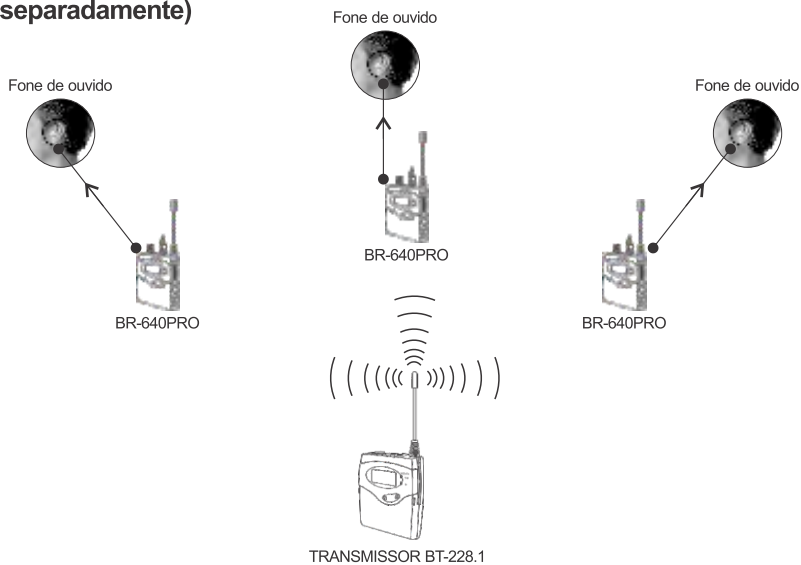 separadamente)
Fone de ouvido
Fone de ouvido
Fone de ouvido
BR-640PRO
BR-640PRO
BR-640PRO
TRANSMISSOR BT-228.1